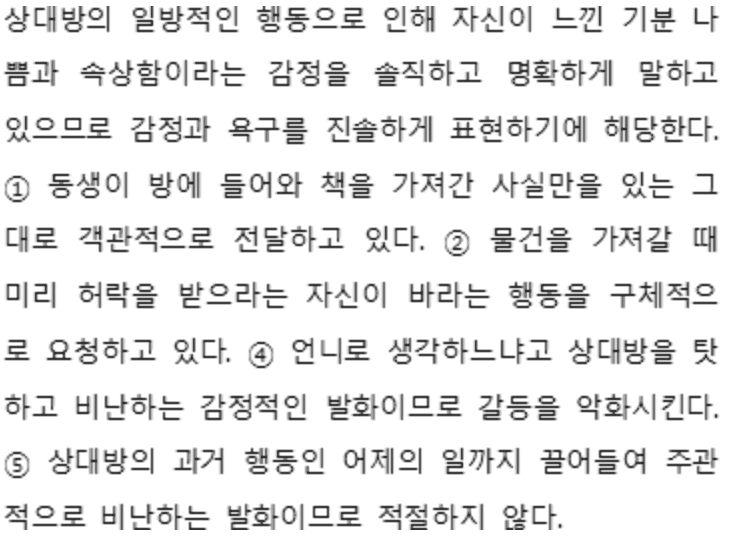 상대방의 일방적인 행동으로 인해 자신이 느낀 기분 나
쁨과 속상함이라는 감정을 솔직하고 명확하게 말하고
있으므로 감정과 욕구를 진솔하게 표현하기에 해당한다.
① 동생이 방에 들어와 책을 가져간 사실만을 있는 그
대로 객관적으로 전달하고 있다. ② 물건을 가져갈 때
미리 허락을 받으라는 자신이 바라는 행동을 구체적으
로 요청하고 있다. ④ 언니로 생각하느냐고 상대방을 탓
하고 비난하는 감정적인 발화이므로 갈등을 악화시킨다.
⑤ 상대방의 과거 행동인 어제의 일까지 끌어들여 주관
적으로 비난하는 발화이므로 적절하지 않다.